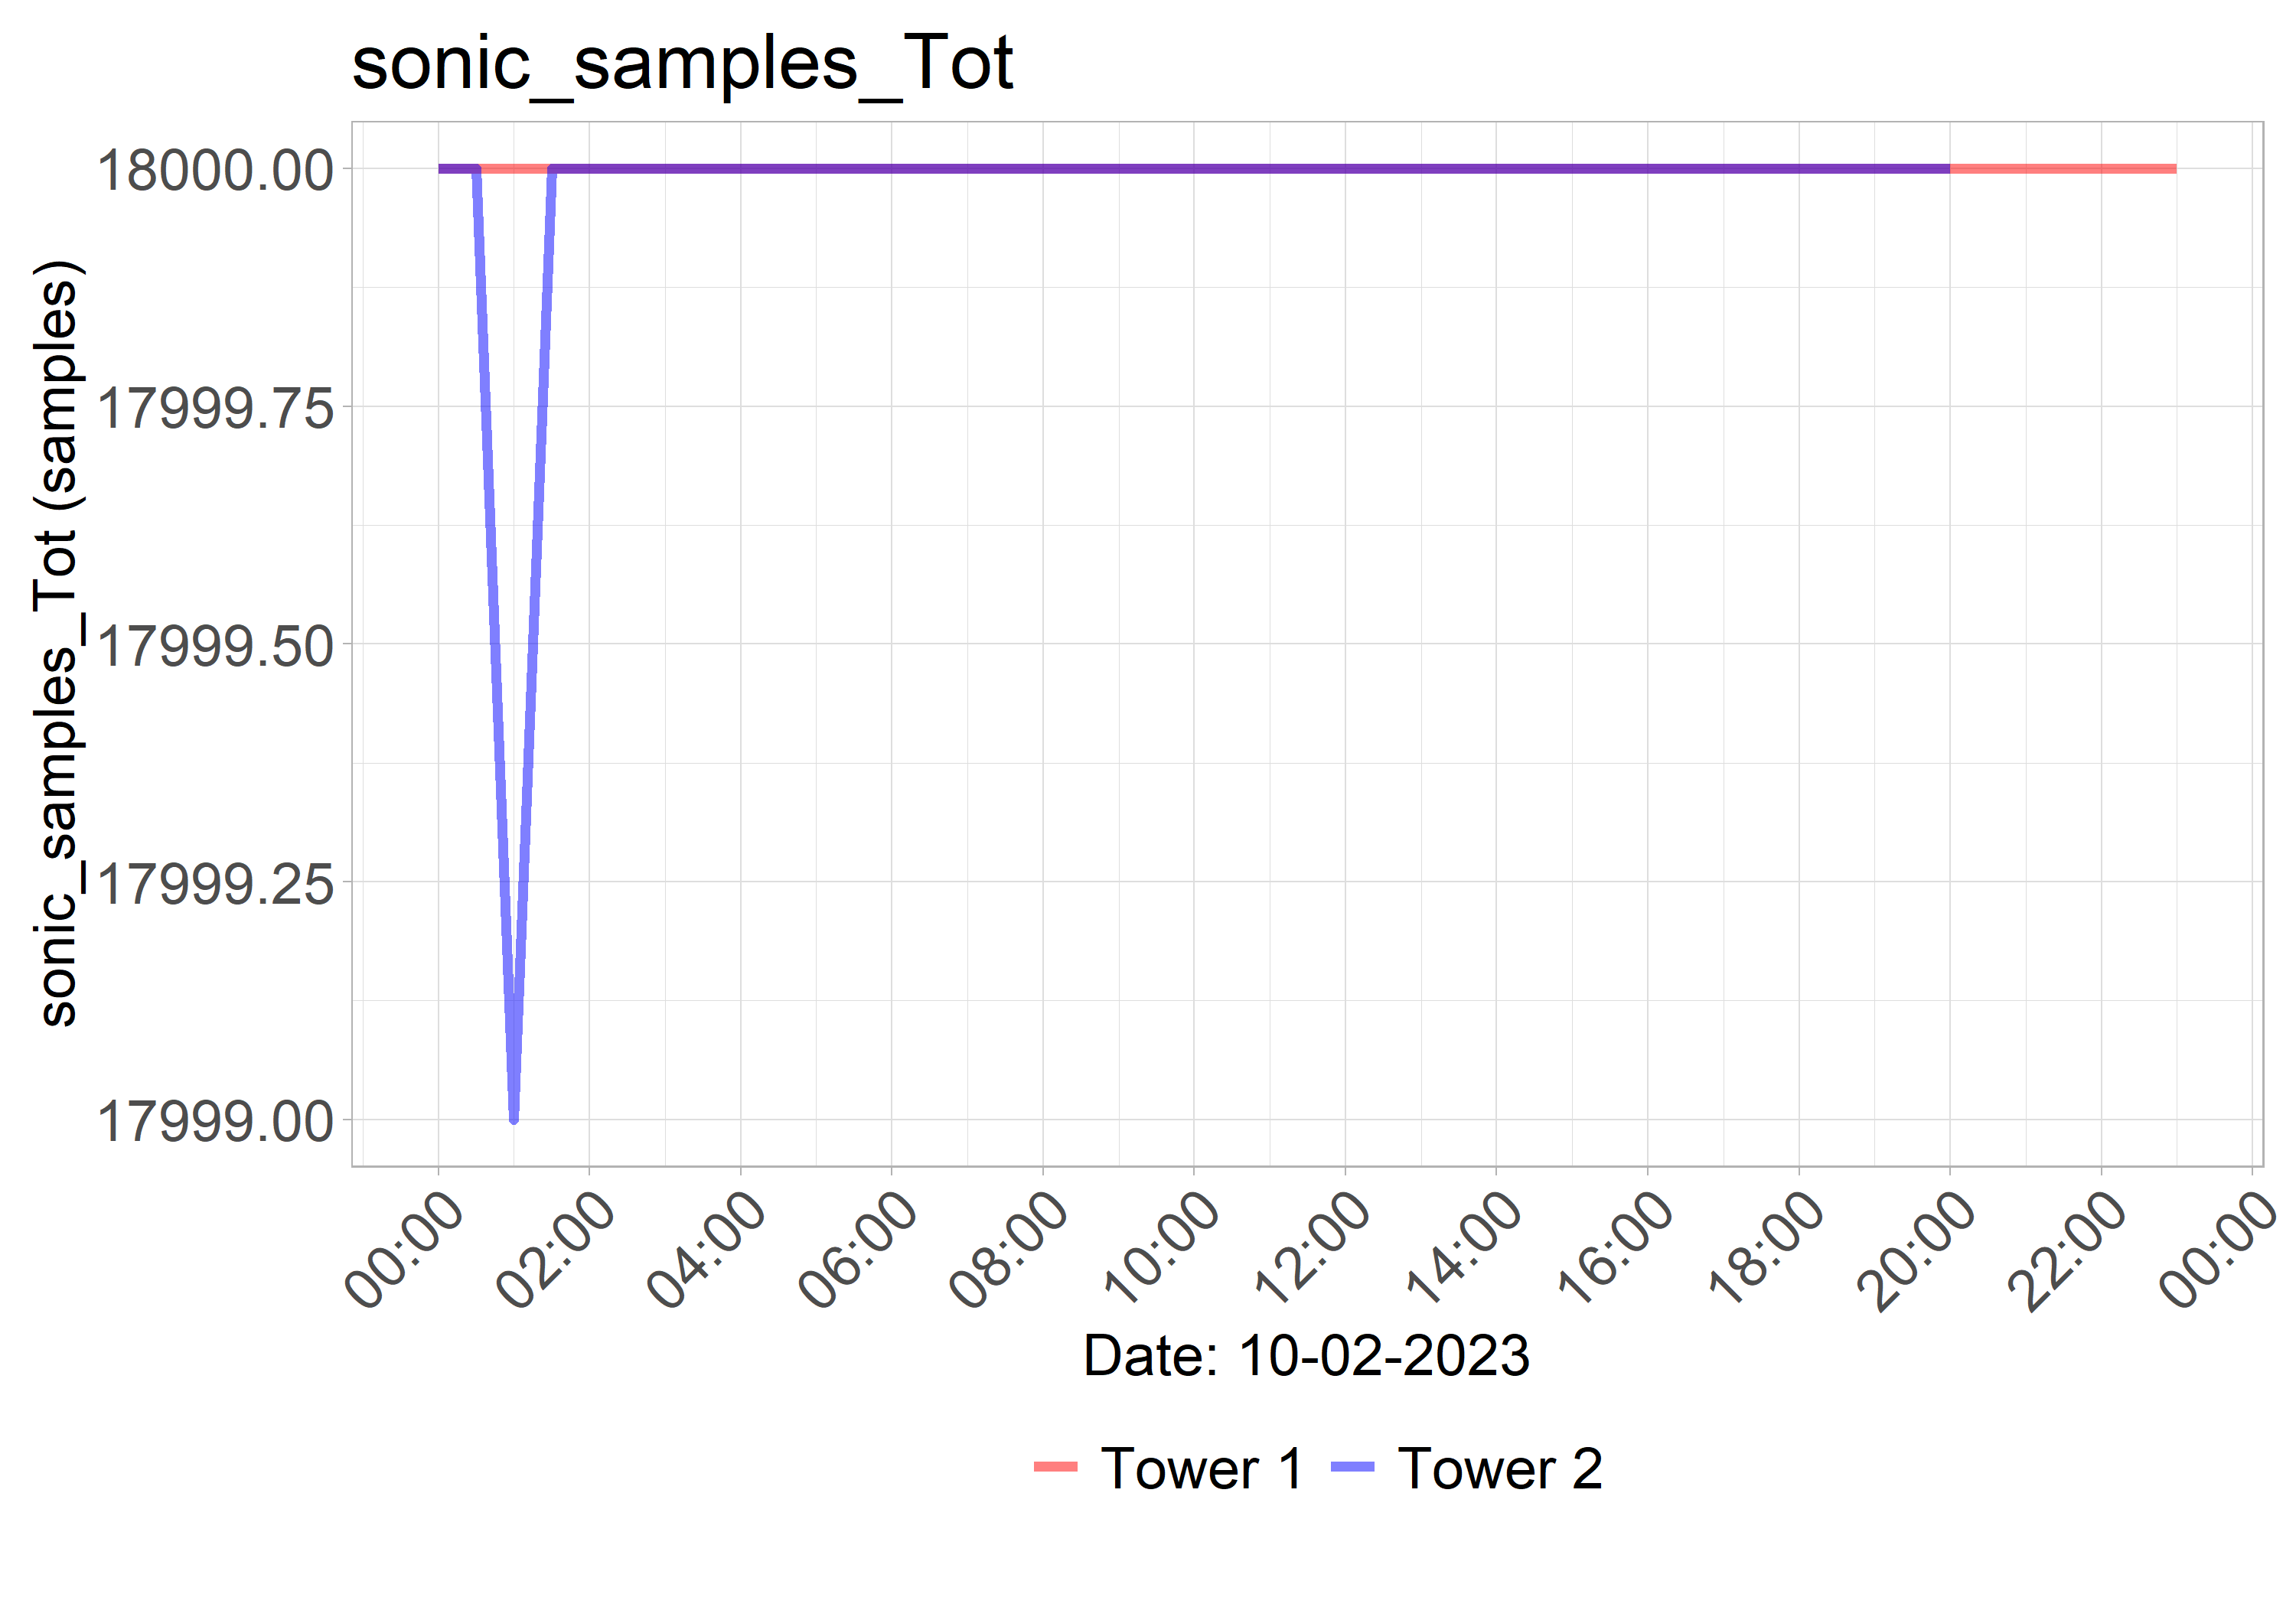 sonic_samples_Tot
sonic_samples_Tot (samples)
18000.00
17999.75
17999.50
17999.25
17999.00
00:00 02:00 04:00 06:00 08:00 10:00 12:00 14:00 16:00 18:00 20:00 22:00 00:00
Date: 10-02-2023
Tower 1 Tower 2